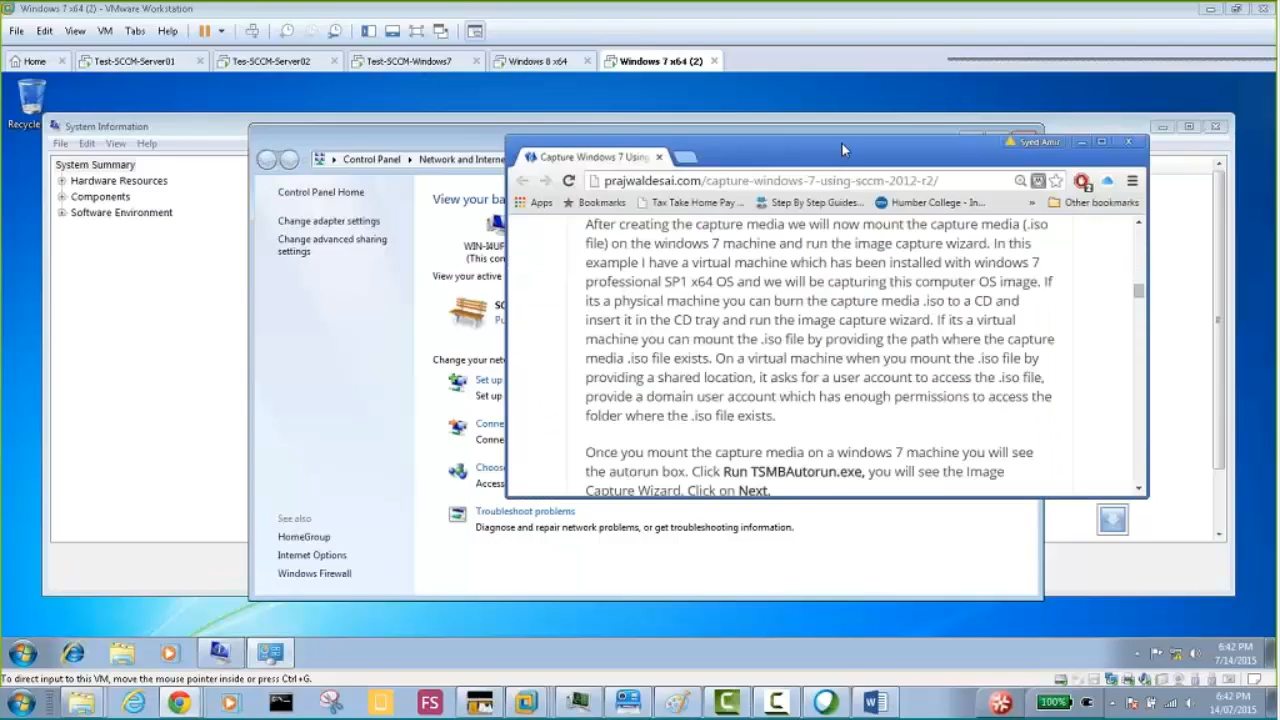 Windows 7 x64 (2) - VMware Workstation
File Edit View VM Tabs Help
Home Test-SCCM-Server01 Tes-SCCM-Server02 Test-SCCM-Windows7 Windows 8 x64 Windows 7 x64 (2)
Recycle
System Information
File Edit View Help
System Summary
Hardware Resources
Components
Software Environment
Control Panel Network and Interne
Control Panel Home
Change adapter settings
Change advanced sharing
settings
See also
HomeGroup
Internet Options
Windows Firewall
View your ba
WIN-I4UF
(This con
View your active
Change your net
Set up
Set up
Conne
Conne
Choos
Access
Troubleshoot problems
Diagnose and repair network problems, or get troubleshooting information.
Capture Windows 7 Using
Syed Amir
prajwaldesai.com/capture-windows-7-using-sccm-2012-r2/
Apps Bookmarks Tax Take Home Pay ... Step By Step Guides... Humber College - In... » Other bookmarks
After creating the capture media we will now mount the capture media (.iso
file) on the windows 7 machine and run the image capture wizard. In this
example I have a virtual machine which has been installed with windows 7
professional SP1 x64 OS and we will be capturing this computer OS image. If
its a physical machine you can burn the capture media .iso to a CD and
insert it in the CD tray and run the image capture wizard. If its a virtual
machine you can mount the .iso file by providing the path where the capture
media .iso file exists. On a virtual machine when you mount the .iso file by
providing a shared location, it asks for a user account to access the .iso file,
provide a domain user account which has enough permissions to access the
folder where the .iso file exists.
Once you mount the capture media on a windows 7 machine you will see
the autorun box. Click Run TSMBAutorun.exe, you will see the Image
Capture Wizard. Click on Next.
6:42 PM
7/14/2015
To direct input to this VM, move the mouse pointer inside or press Ctrl+G.
FS
100%
6:42 PM
14/07/2015